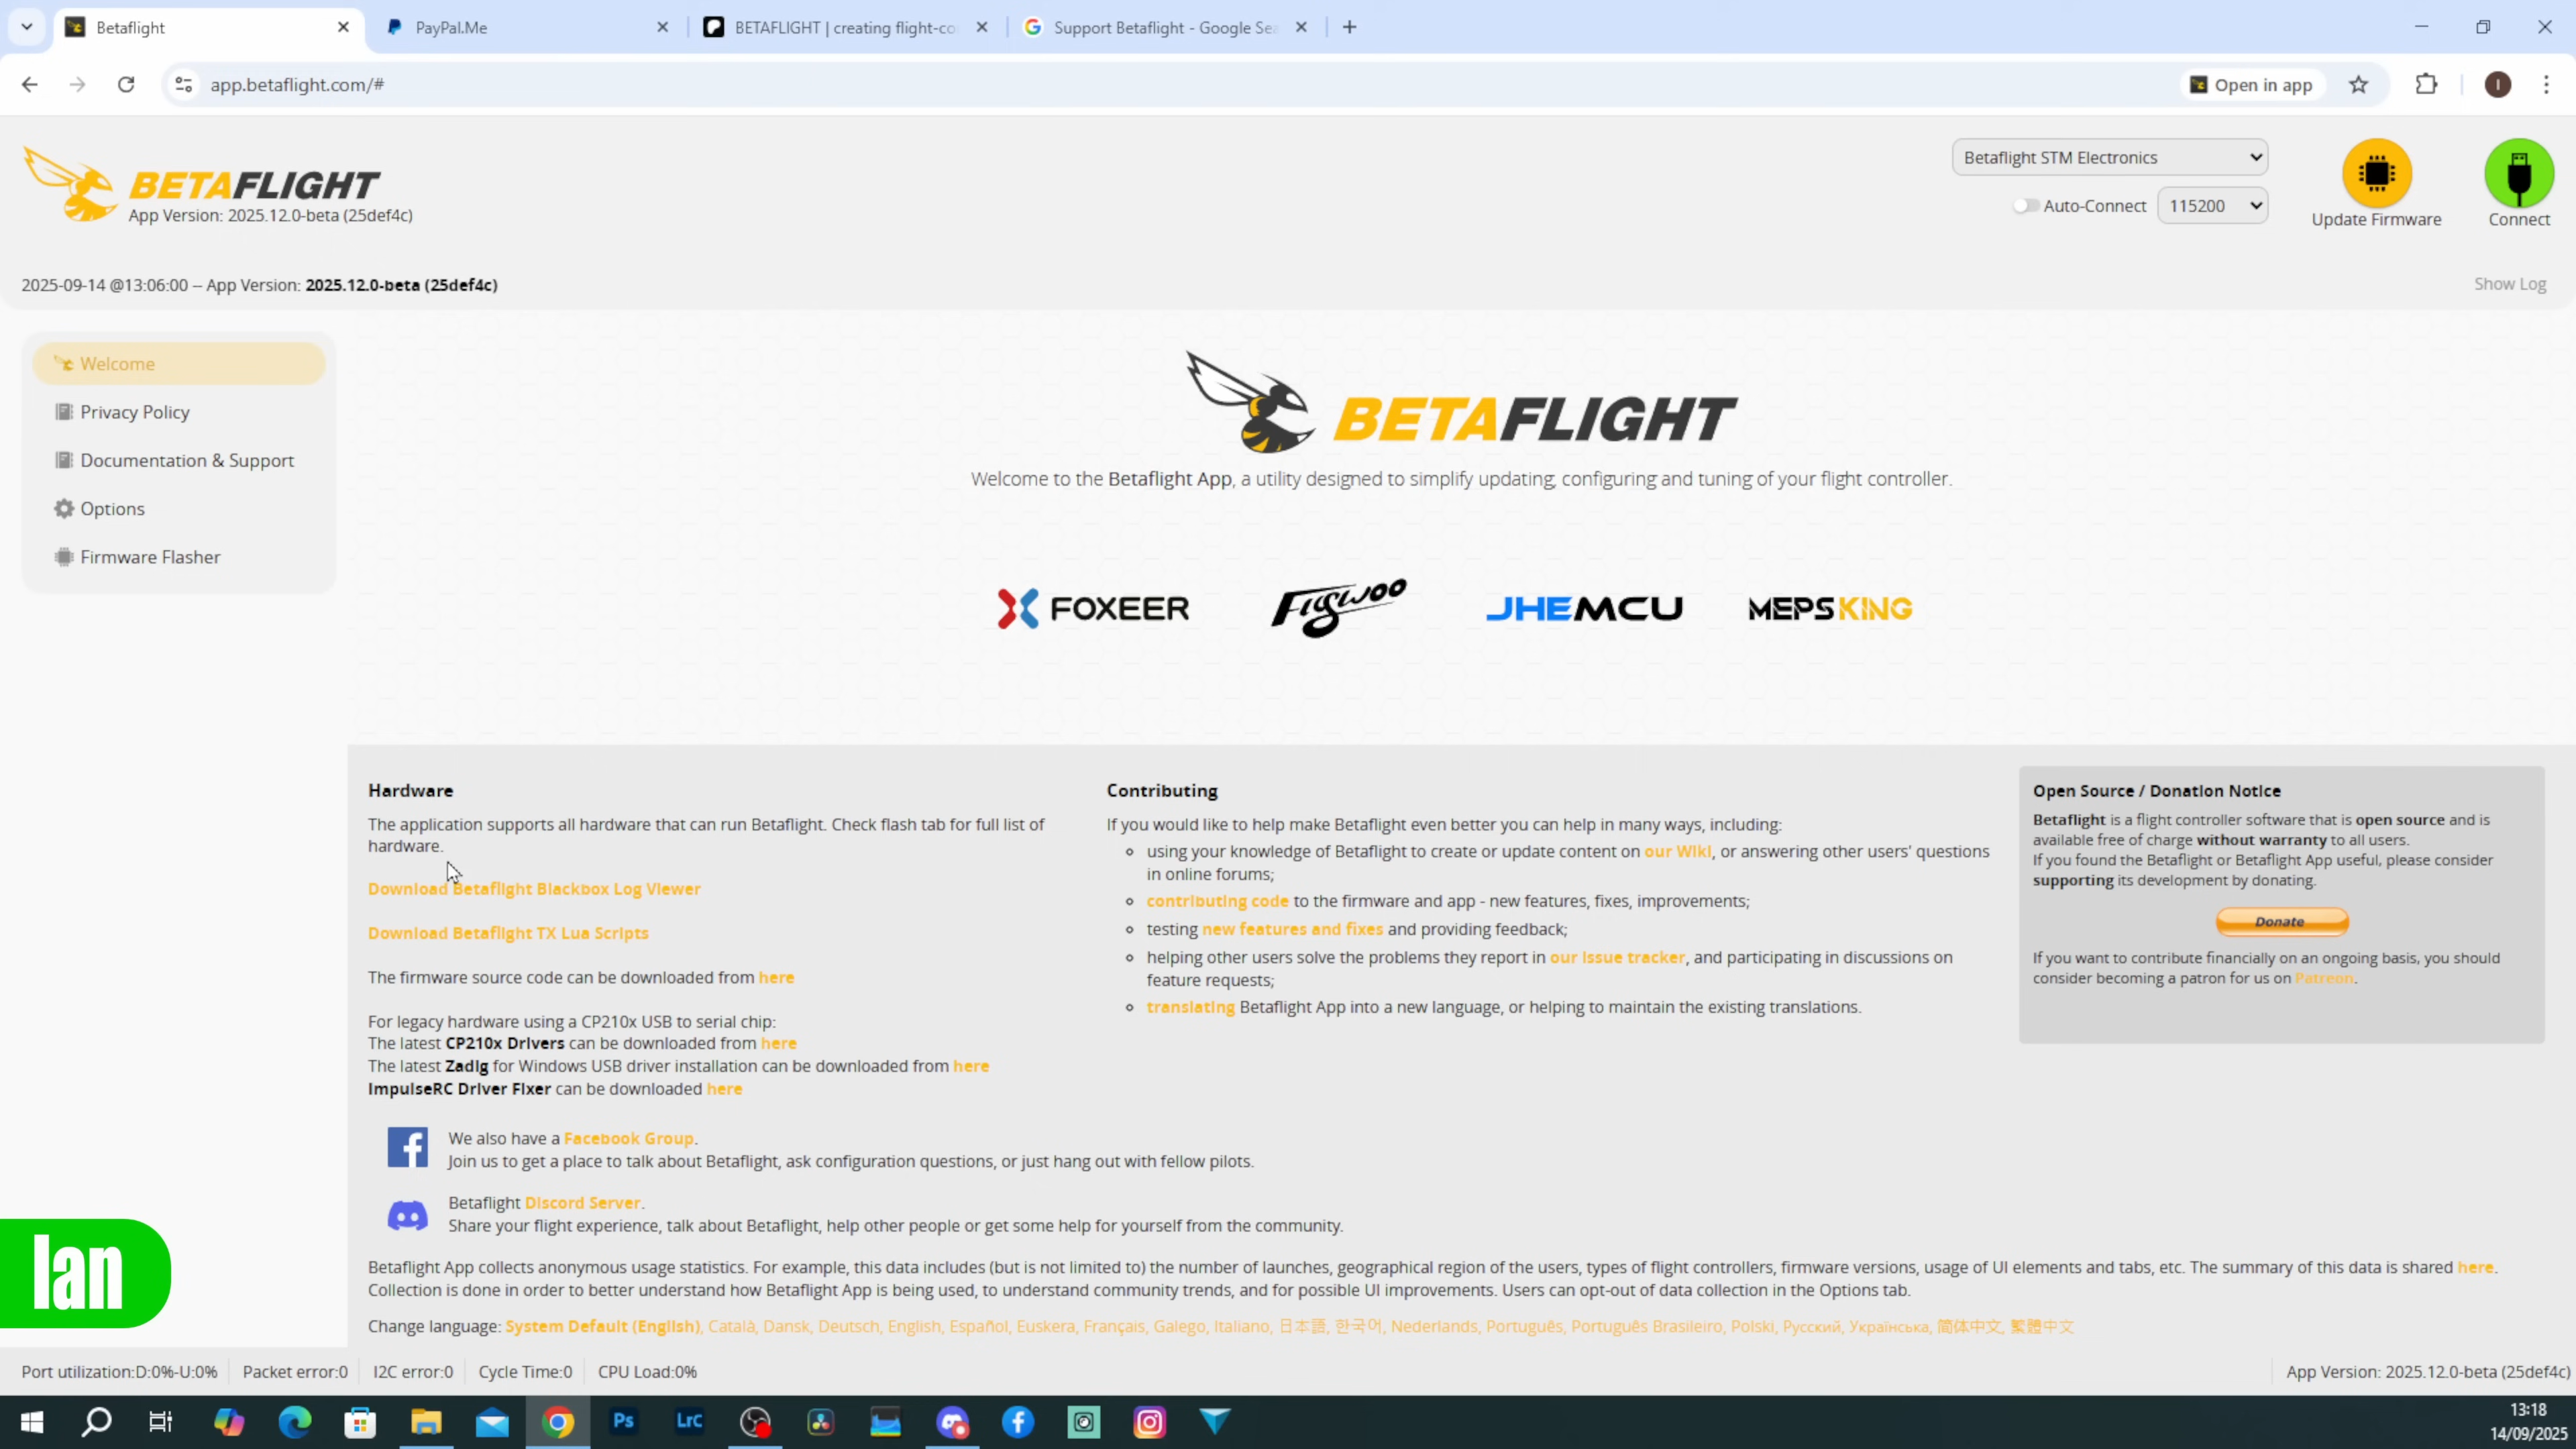 Betaflight
PayPal.Me
BETAFLIGHT | creating flight-co
Support Betaflight - Google Sea
app.betaflight.com/#
Open in app
I
BETAFLIGHT
App Version: 2025.12.0-beta (25def4c)
Betaflight STM Electronics
Auto-Connect
115200
Update Firmware
Connect
2025-09-14 @13:06:00 -- App Version: 2025.12.0-beta (25def4c)
Show Log
Welcome
Privacy Policy
Documentation & Support
Options
Firmware Flasher
BETAFLIGHT
Welcome to the Betaflight App, a utility designed to simplify updating, configuring and tuning of your flight controller.
FOXEER
Flywoo
JHEMCU
MEPSKING
Hardware
The application supports all hardware that can run Betaflight. Check flash tab for full list of
hardware.
Download Betaflight Blackbox Log Viewer
Download Betaflight TX Lua Scripts
The firmware source code can be downloaded from here
For legacy hardware using a CP210x USB to serial chip:
The latest CP210x Drivers can be downloaded from here
The latest Zadig for Windows USB driver installation can be downloaded from here
ImpulseRC Driver Fixer can be downloaded here
Contributing
If you would like to help make Betaflight even better you can help in many ways, including:
using your knowledge of Betaflight to create or update content on our Wiki, or answering other users' questions
in online forums;
contributing code to the firmware and app - new features, fixes, improvements;
testing new features and fixes and providing feedback;
helping other users solve the problems they report in our issue tracker, and participating in discussions on
feature requests;
translating Betaflight App into a new language, or helping to maintain the existing translations.
Open Source / Donation Notice
Betaflight is a flight controller software that is open source and is
available free of charge without warranty to all users.
If you found the Betaflight or Betaflight App useful, please consider
supporting its development by donating.
Donate
If you want to contribute financially on an ongoing basis, you should
consider becoming a patron for us on Patreon.
We also have a Facebook Group.
Join us to get a place to talk about Betaflight, ask configuration questions, or just hang out with fellow pilots.
Betaflight Discord Server.
Share your flight experience, talk about Betaflight, help other people or get some help for yourself from the community.
Betaflight App collects anonymous usage statistics. For example, this data includes (but is not limited to) the number of launches, geographical region of the users, types of flight controllers, firmware versions, usage of UI elements and tabs, etc. The summary of this data is shared here.
Collection is done in order to better understand how Betaflight App is being used, to understand community trends, and for possible UI improvements. Users can opt-out of data collection in the Options tab.
Change language: System Default (English), Català, Dansk, Deutsch, English, Español, Euskera, Français, Galego, Italiano, 日本語, 한국어, Nederlands, Português, Português Brasileiro, Polski, Русский, Українська, 简体中文, 繁體中文
Ian
Port utilization:D:0%-U:0%
Packet error:0
I2C error:0
Cycle Time:0
CPU Load:0%
App Version: 2025.12.0-beta (25def4c)
Ps
LrC
13:18
14/09/2025